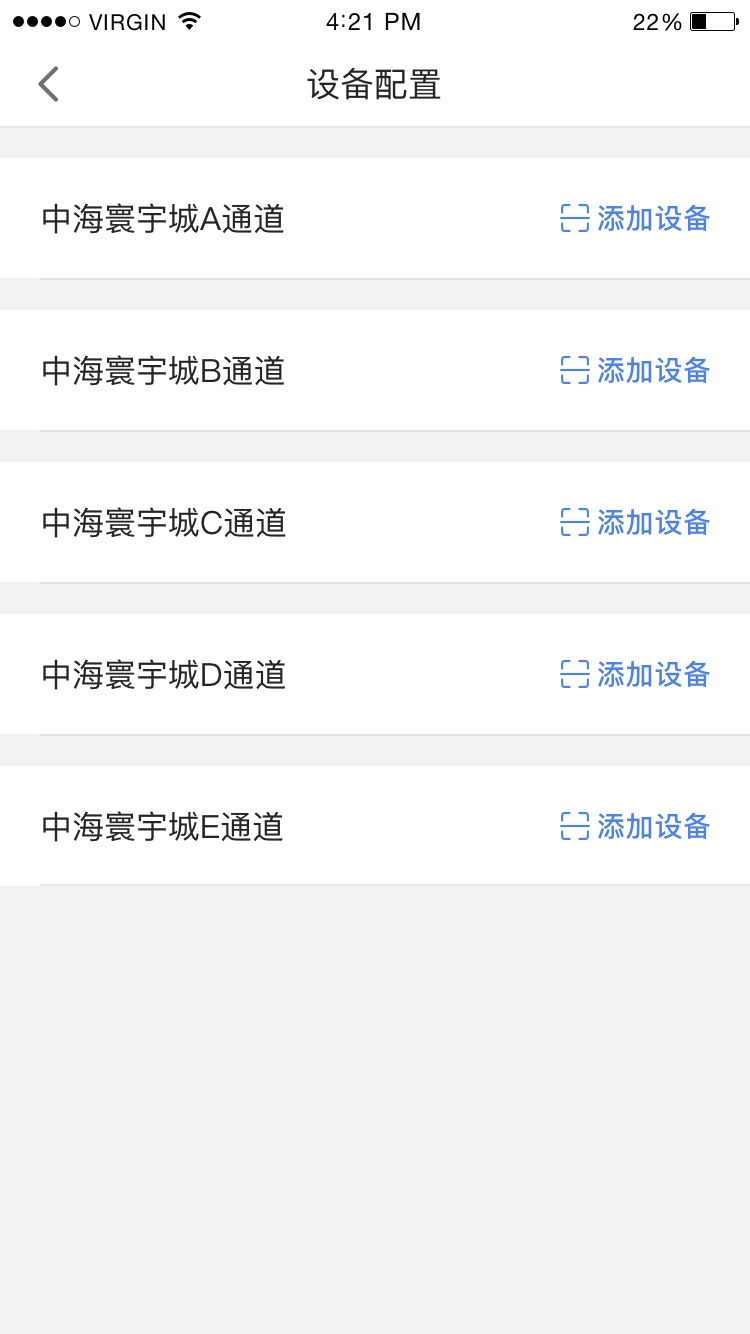 VIRGIN 4:21 PM 22%
设备配置
中海寰宇城A通道 添加设备
中海寰宇城B通道 添加设备
中海寰宇城C通道 添加设备
中海寰宇城D通道 添加设备
中海寰宇城E通道 添加设备